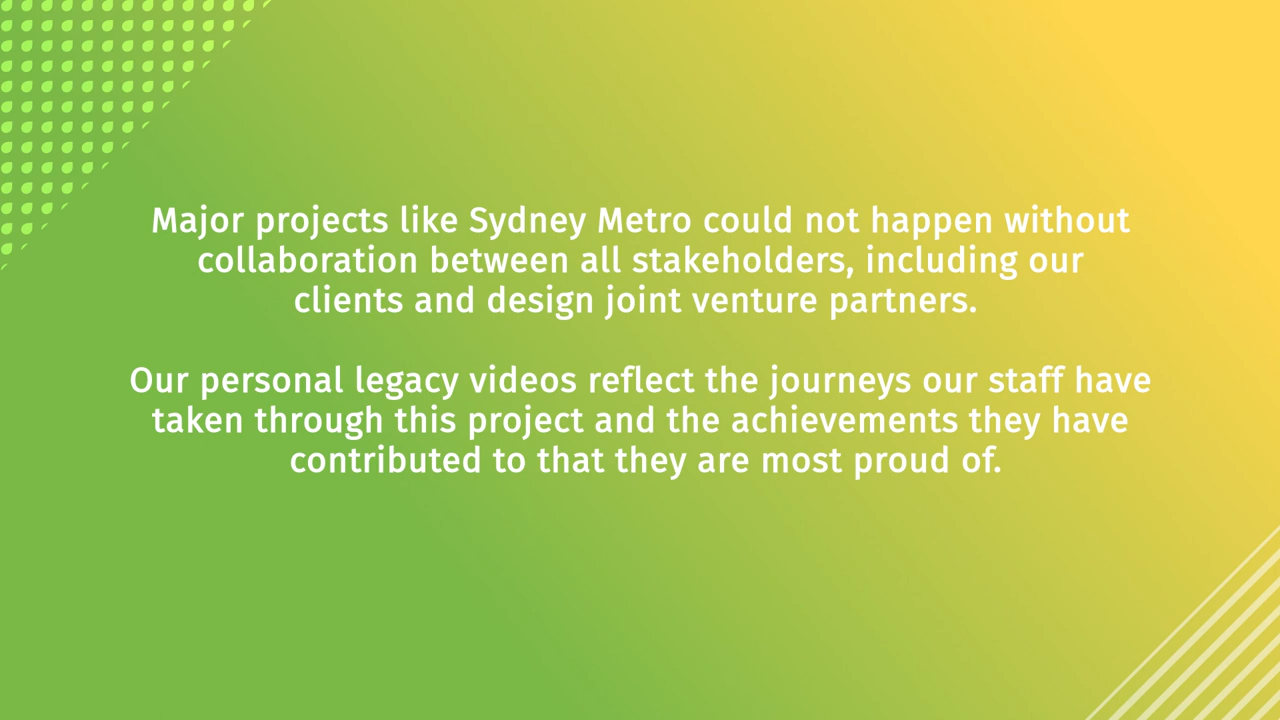 Major projects like Sydney Metro could not happen without
collaboration between all stakeholders, including our
clients and design joint venture partners.
Our personal legacy videos reflect the journeys our staff have
taken through this project and the achievements they have
contributed to that they are most proud of.